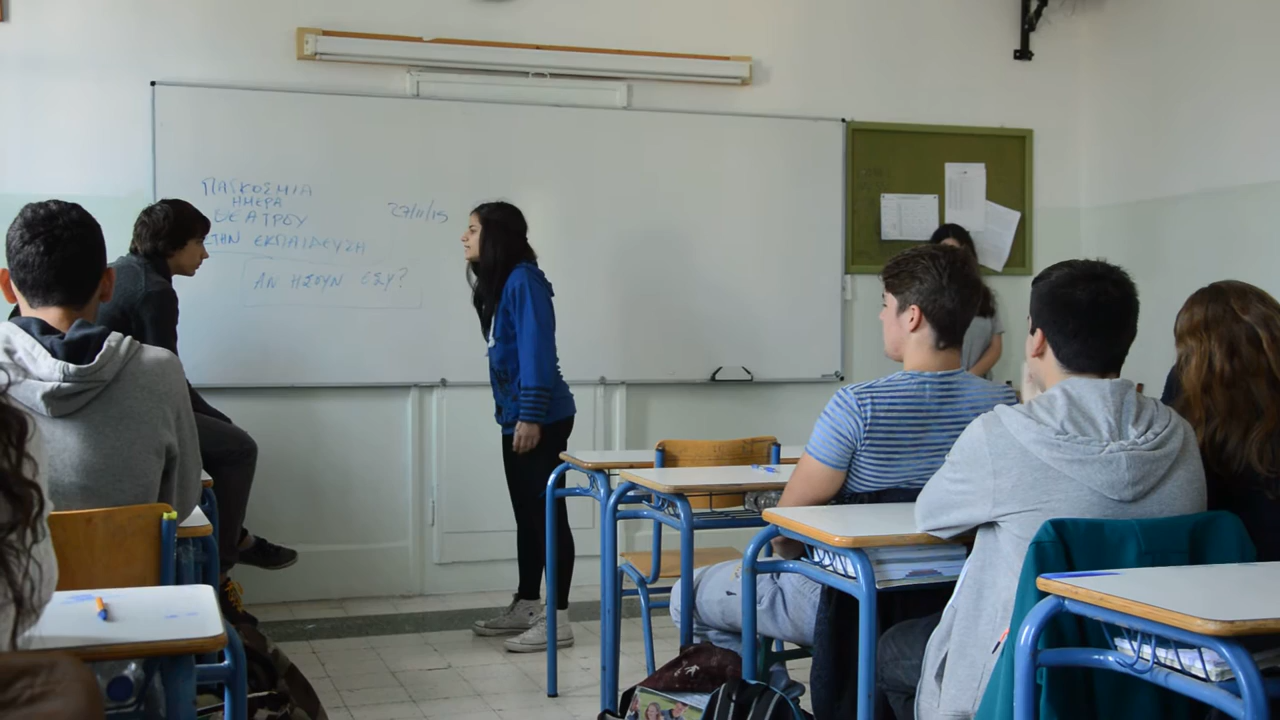 ΠΑΓΚΟΣΜΙΑ
ΗΜΕΡΑ
ΘΕΑΤΡΟΥ
ΣΤΗΝ ΕΚΠΑΙΔΕΥΣΗ
27/11/15
ΑΝ ΗΣΟΥΝ ΕΣΥ?